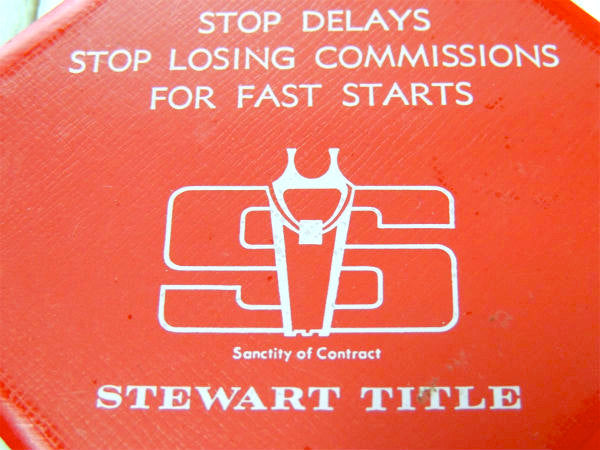 STOP DELAYS
STOP LOSING COMMISSIONS
FOR FAST STARTS
Sanctity of Contract
STEWART TITLE